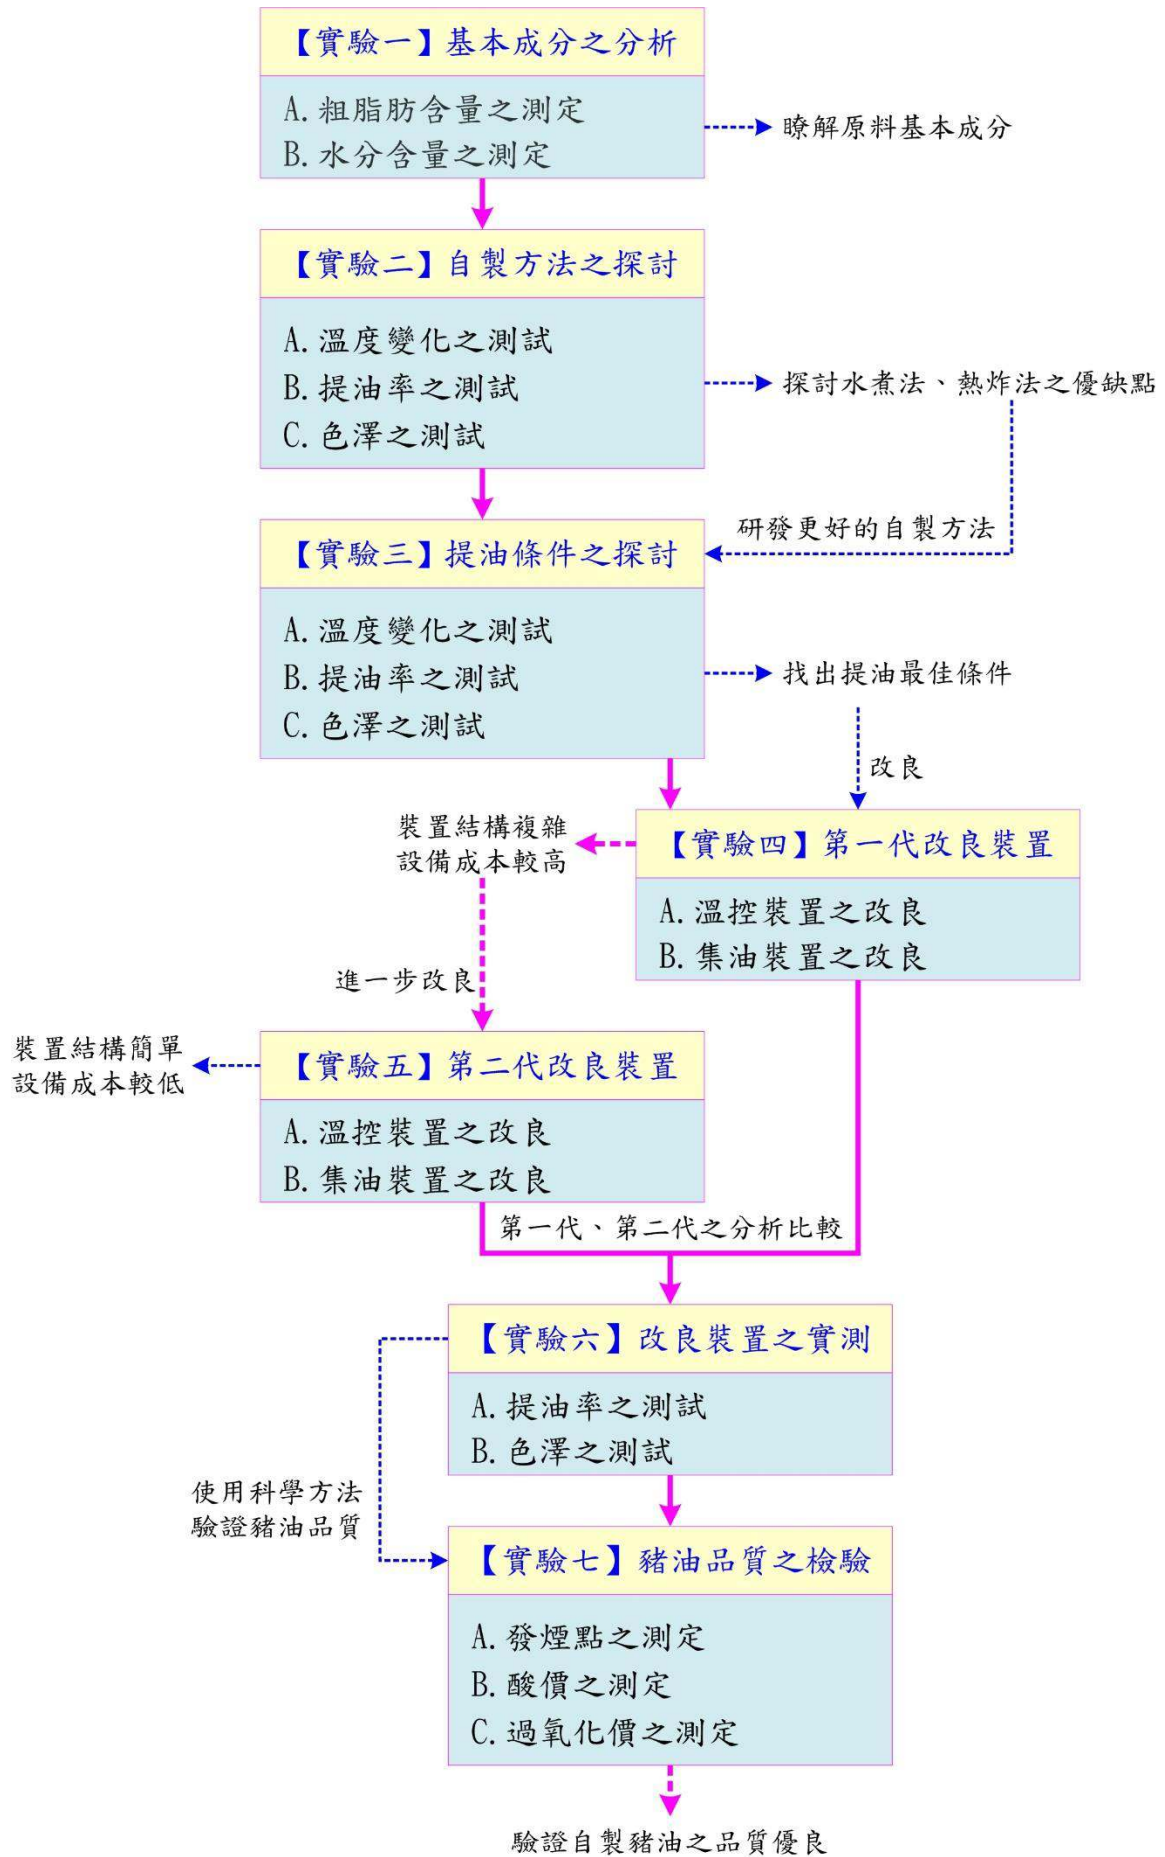 【實驗一】基本成分之分析
A.粗脂肪含量之測定
B.水分含量之測定
瞭解原料基本成分
【實驗二】自製方法之探討
A.溫度變化之測試
B.提油率之測試
C.色澤之測試
探討水煮法、熱炸法之優缺點
研發更好的自製方法
【實驗三】提油條件之探討
A.溫度變化之測試
B.提油率之測試
C.色澤之測試
找出提油最佳條件
改良
【實驗四】第一代改良裝置
A.溫控裝置之改良
B.集油裝置之改良
裝置結構複雜
設備成本較高
進一步改良
【實驗五】第二代改良裝置
A.溫控裝置之改良
B.集油裝置之改良
裝置結構簡單
設備成本較低
第一代、第二代之分析比較
【實驗六】改良裝置之實測
A.提油率之測試
B.色澤之測試
使用科學方法
驗證豬油品質
【實驗七】豬油品質之檢驗
A.發煙點之測定
B.酸價之測定
C.過氧化價之測定
驗證自製豬油之品質優良